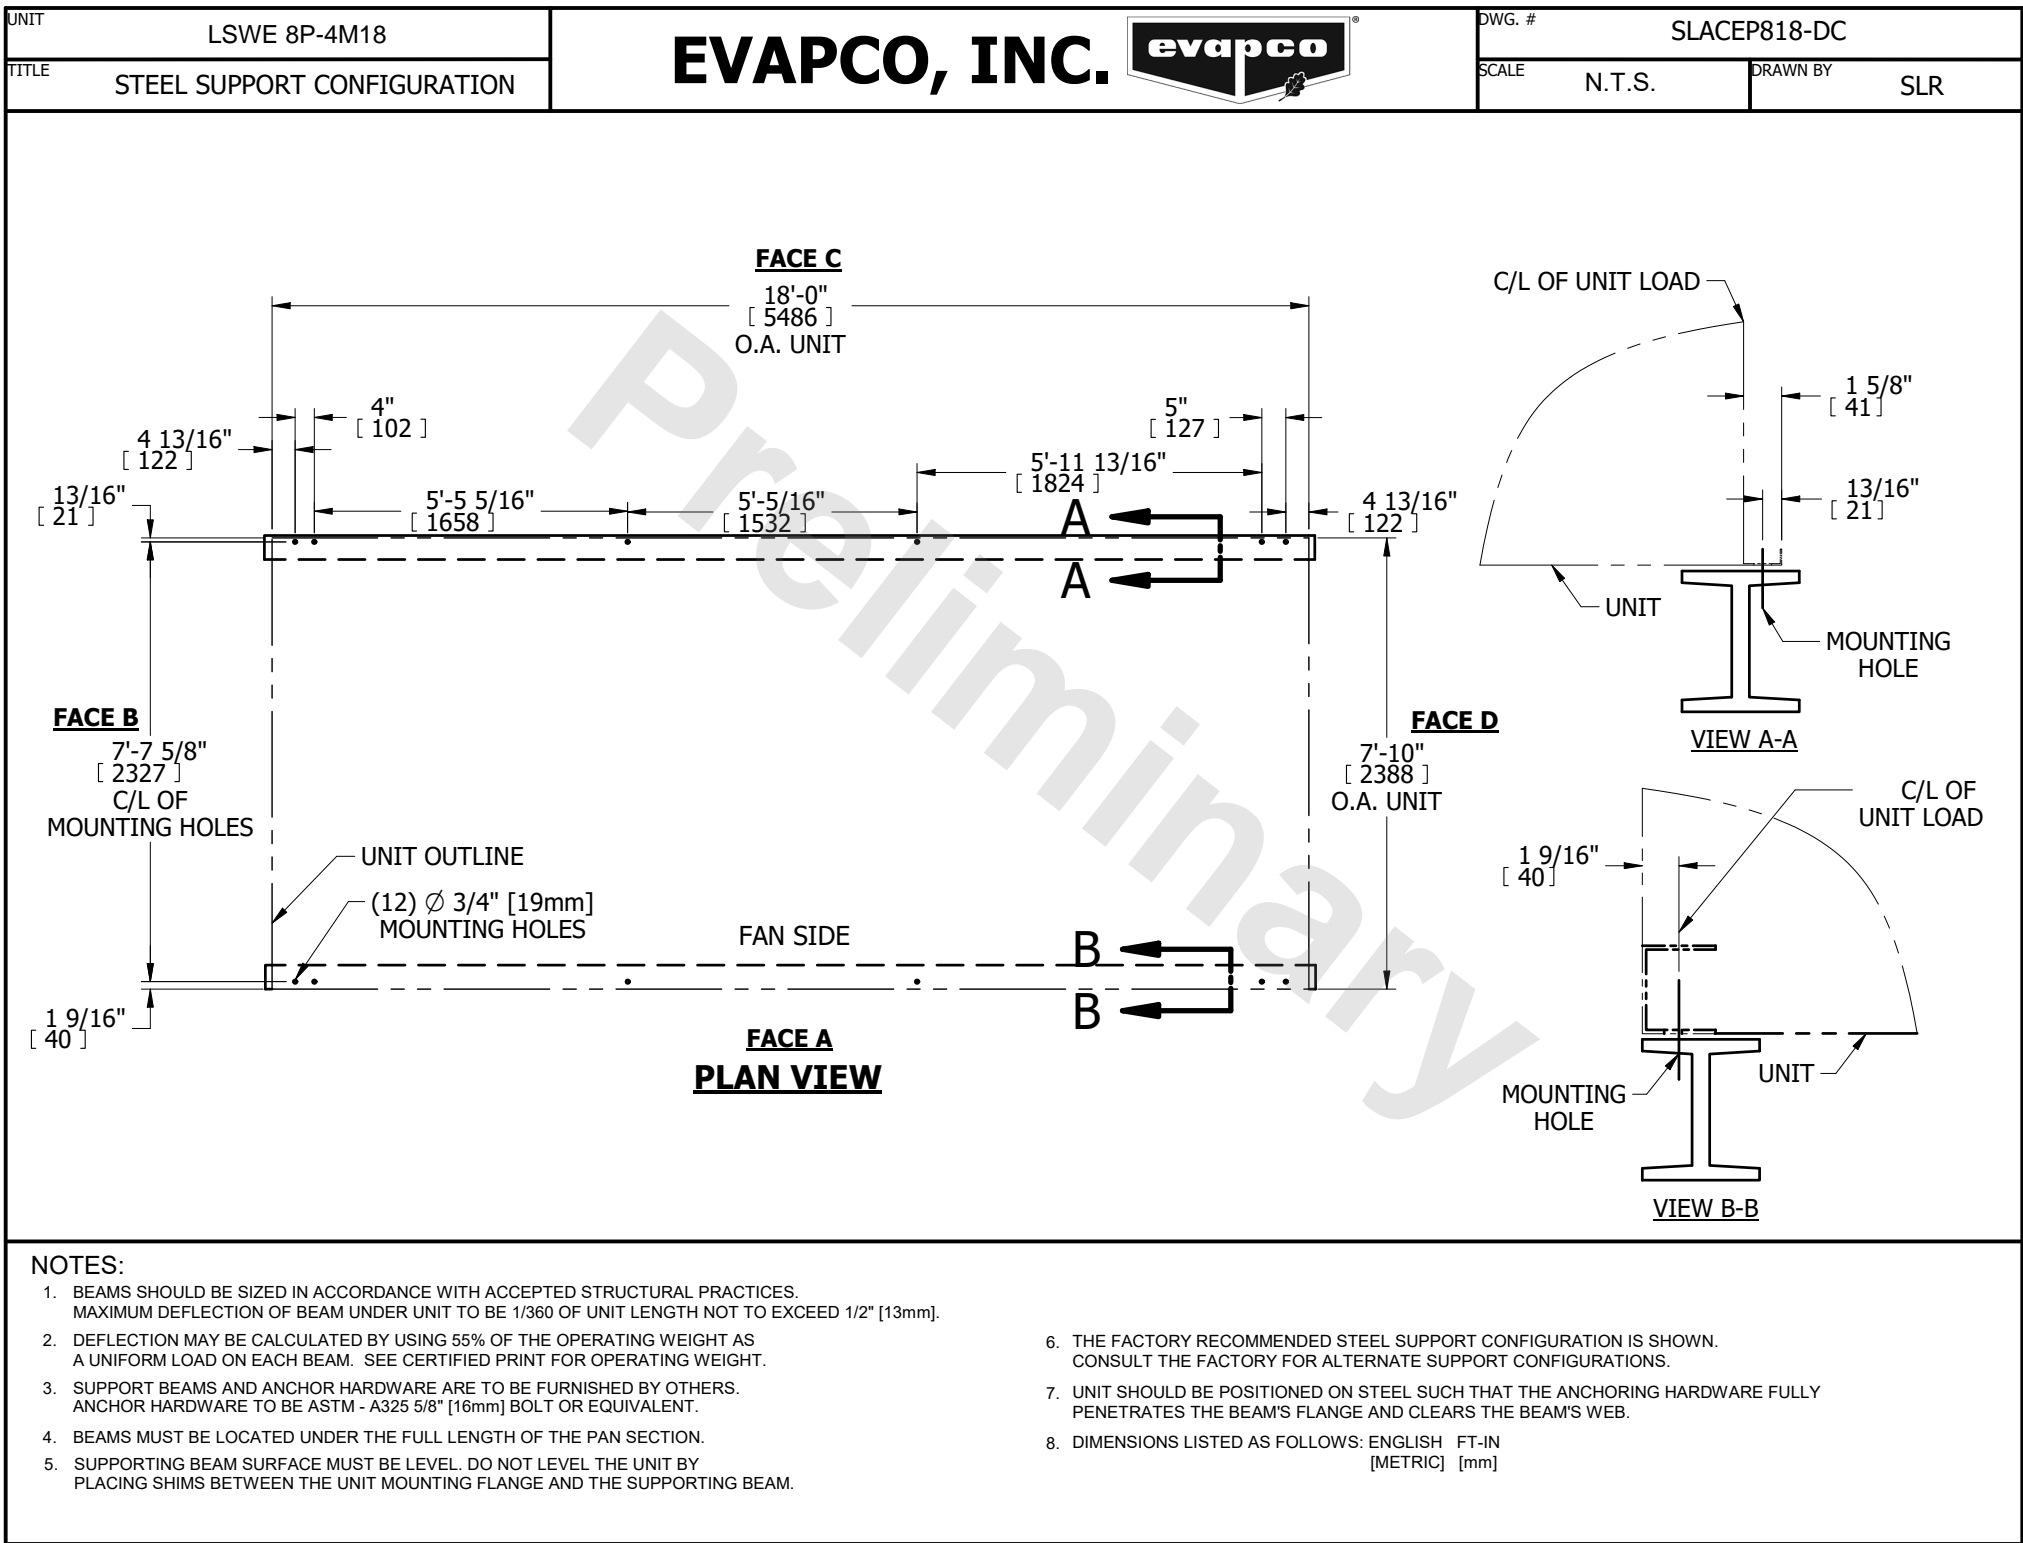 UNIT
LSWE 8P-4M18
TITLE
STEEL SUPPORT CONFIGURATION
EVAPCO, INC.
evapco
®
DWG. #
SLACEP818-DC
SCALE
N.T.S.
DRAWN BY
SLR
FACE C
18'-0"
[ 5486 ]
O.A. UNIT
4"
[ 102 ]
5"
[ 127 ]
4 13/16"
[ 122 ]
5'-11 13/16"
[ 1824 ]
13/16"
[ 21 ]
5'-5 5/16"
[ 1658 ]
5'-5/16"
[ 1532 ]
4 13/16"
[ 122 ]
A
A
FACE B
7'-7 5/8"
[ 2327 ]
C/L OF
MOUNTING HOLES
FACE D
7'-10"
[ 2388 ]
O.A. UNIT
UNIT OUTLINE
(12) Ø 3/4" [19mm]
MOUNTING HOLES
FAN SIDE
B
B
1 9/16"
[ 40 ]
FACE A
PLAN VIEW
Preliminary
C/L OF UNIT LOAD
1 5/8"
[ 41 ]
13/16"
[ 21 ]
UNIT
MOUNTING
HOLE
VIEW A-A
C/L OF
UNIT LOAD
1 9/16"
[ 40 ]
UNIT
MOUNTING
HOLE
VIEW B-B
NOTES:
1. BEAMS SHOULD BE SIZED IN ACCORDANCE WITH ACCEPTED STRUCTURAL PRACTICES.
MAXIMUM DEFLECTION OF BEAM UNDER UNIT TO BE 1/360 OF UNIT LENGTH NOT TO EXCEED 1/2" [13mm].
2. DEFLECTION MAY BE CALCULATED BY USING 55% OF THE OPERATING WEIGHT AS
A UNIFORM LOAD ON EACH BEAM. SEE CERTIFIED PRINT FOR OPERATING WEIGHT.
3. SUPPORT BEAMS AND ANCHOR HARDWARE ARE TO BE FURNISHED BY OTHERS.
ANCHOR HARDWARE TO BE ASTM - A325 5/8" [16mm] BOLT OR EQUIVALENT.
4. BEAMS MUST BE LOCATED UNDER THE FULL LENGTH OF THE PAN SECTION.
5. SUPPORTING BEAM SURFACE MUST BE LEVEL. DO NOT LEVEL THE UNIT BY
PLACING SHIMS BETWEEN THE UNIT MOUNTING FLANGE AND THE SUPPORTING BEAM.
6. THE FACTORY RECOMMENDED STEEL SUPPORT CONFIGURATION IS SHOWN.
CONSULT THE FACTORY FOR ALTERNATE SUPPORT CONFIGURATIONS.
7. UNIT SHOULD BE POSITIONED ON STEEL SUCH THAT THE ANCHORING HARDWARE FULLY
PENETRATES THE BEAM'S FLANGE AND CLEARS THE BEAM'S WEB.
8. DIMENSIONS LISTED AS FOLLOWS: ENGLISH FT-IN
[METRIC] [mm]